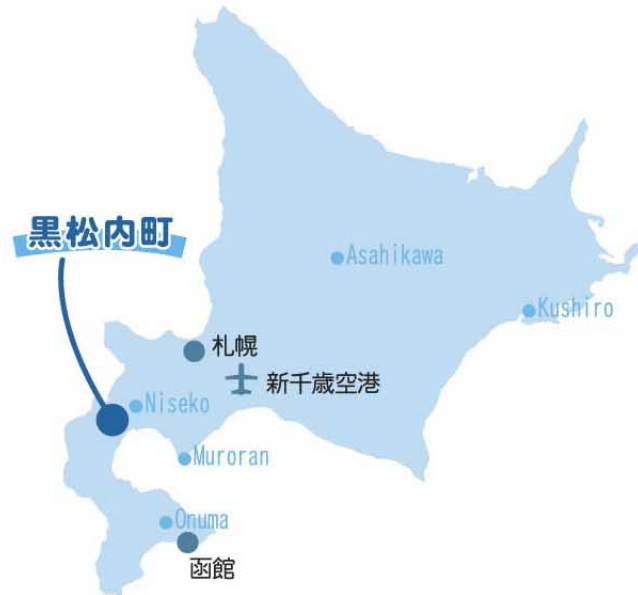 黒松内町
Asahikawa
Kushiro
札幌
新千歳空港
Niseko
Muroran
Onuma
函館